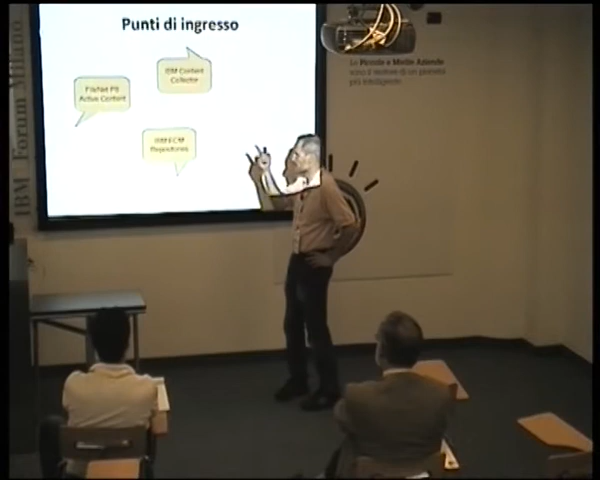 Punti di ingresso
IBM Content
Collector
FileNet P8
Active Content
IBM ECM
Repositories
IBM Forum Milano
Le Piccole e Medie Aziende
sono il motore di un pianeta
più intelligente